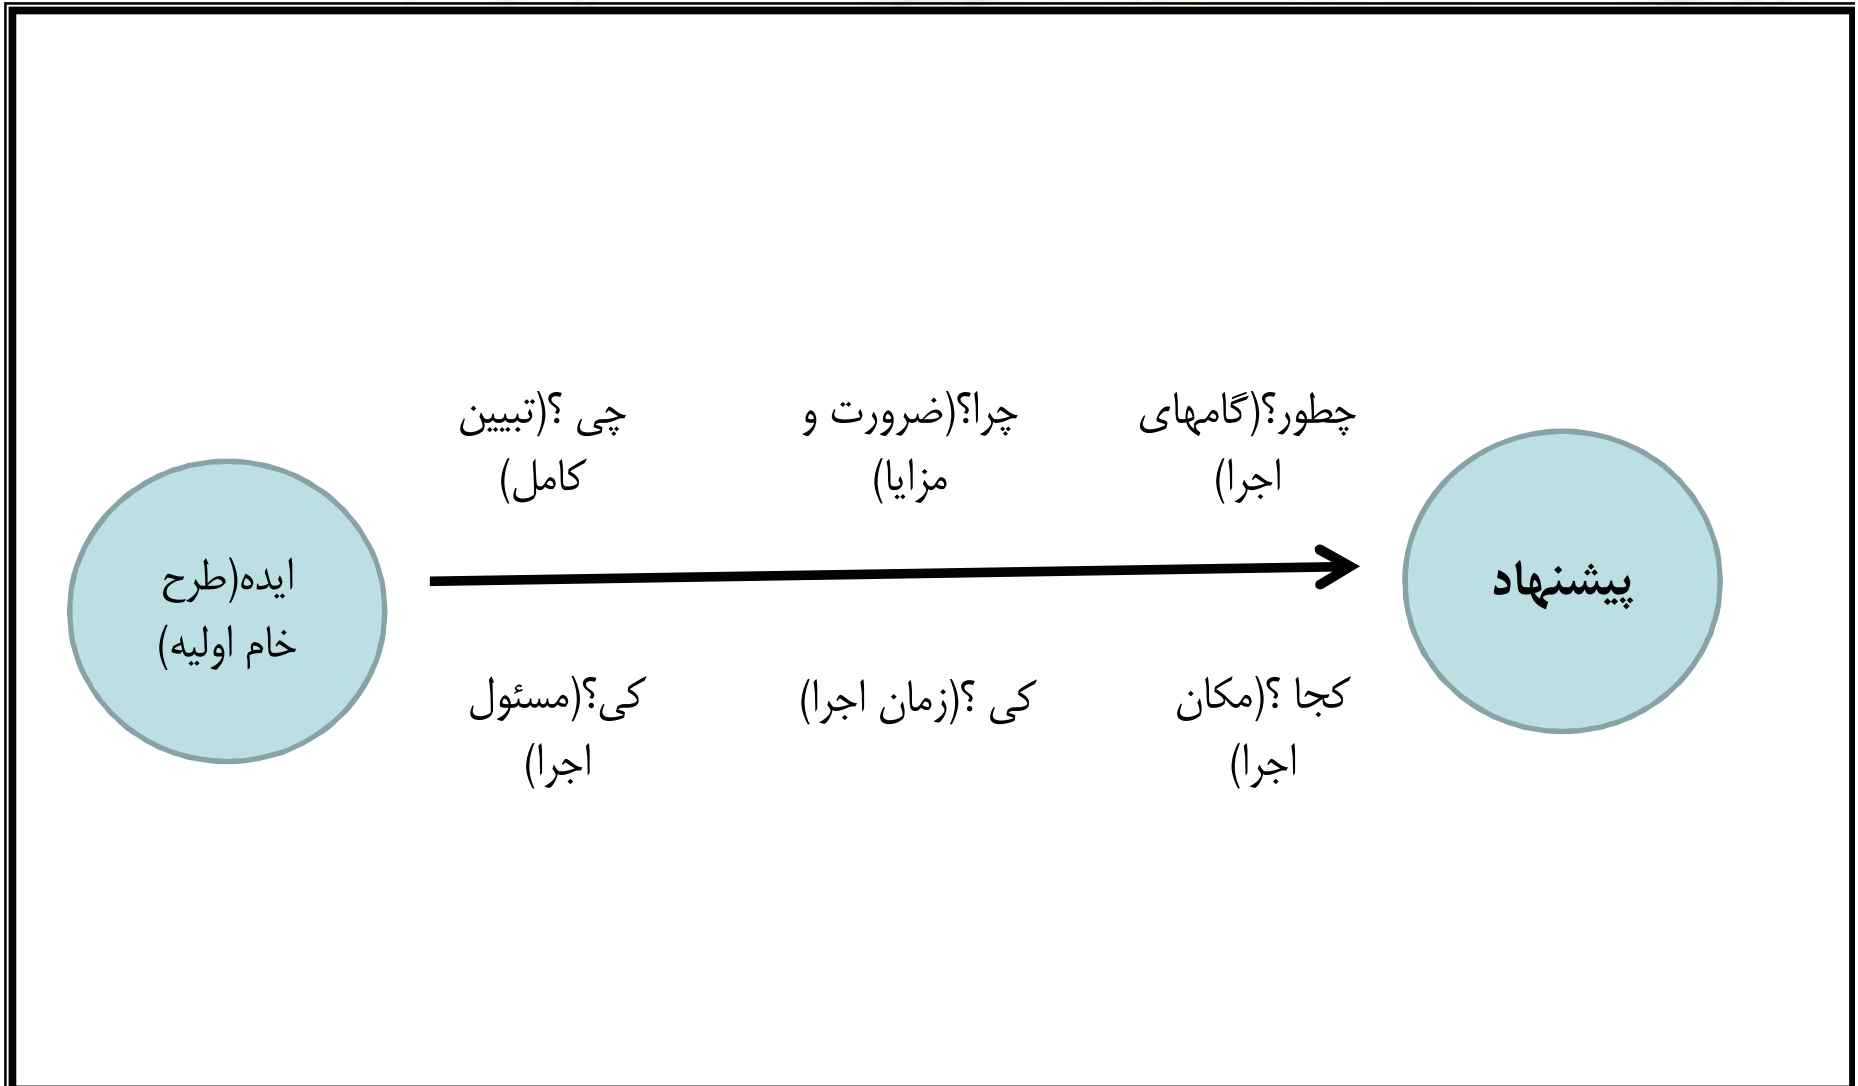 ایده(طرح
خام اولیه)
چی ؟(تبیین
کامل)
چرا؟(ضرورت و
مزایا)
چطور؟(گامهای
اجرا)
کی؟(مسئول
اجرا)
کی ؟(زمان اجرا)
کجا ؟(مکان
اجرا)
پیشنهاد